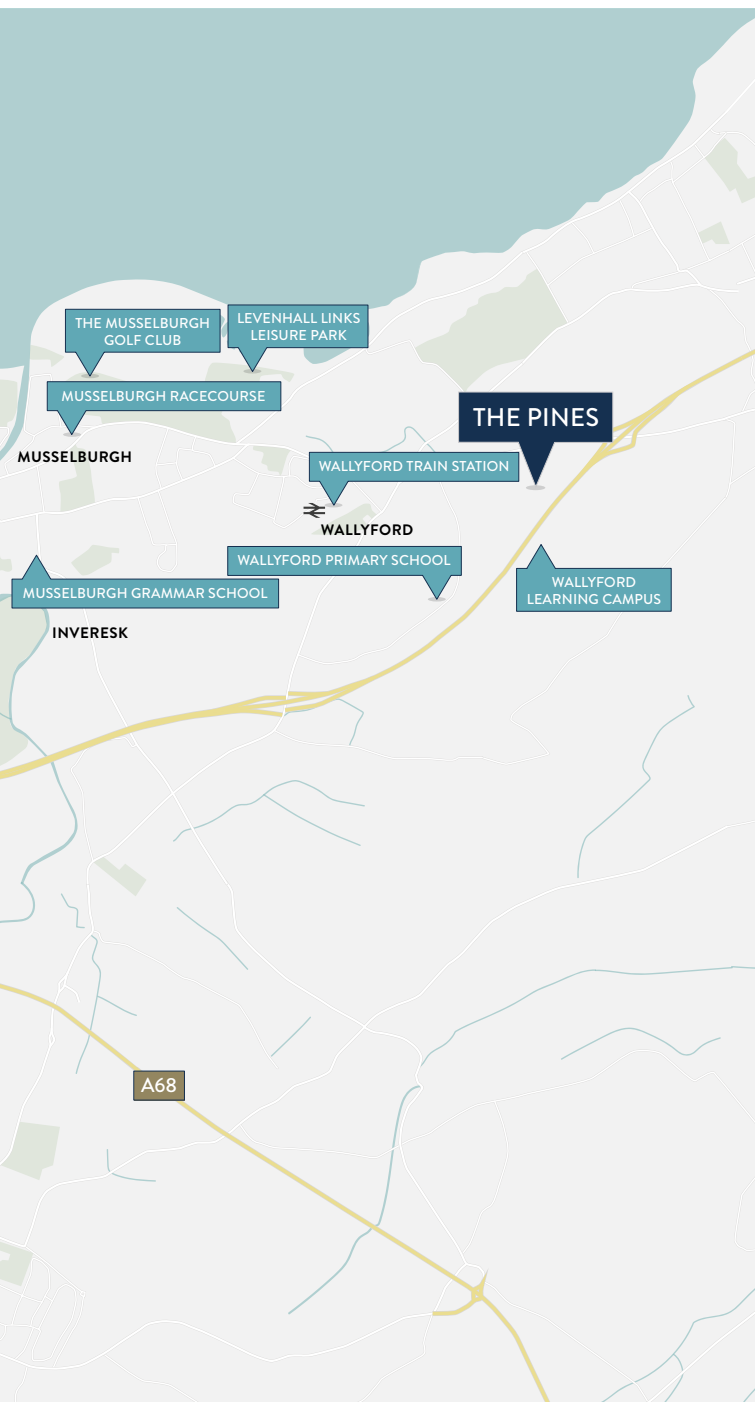 THE MUSSELBURGH
GOLF CLUB
LEVENHALL LINKS
LEISURE PARK
MUSSELBURGH RACECOURSE
THE PINES
MUSSELBURGH
WALLYFORD TRAIN STATION
WALLYFORD
WALLYFORD PRIMARY SCHOOL
WALLYFORD
LEARNING CAMPUS
MUSSELBURGH GRAMMAR SCHOOL
INVERESK
A68